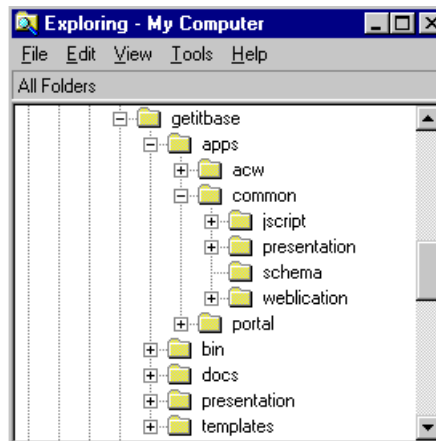 Exploring - My Computer
File Edit View Tools Help
All Folders
getitbase
apps
acw
common
jscript
presentation
schema
weblication
portal
bin
docs
presentation
templates